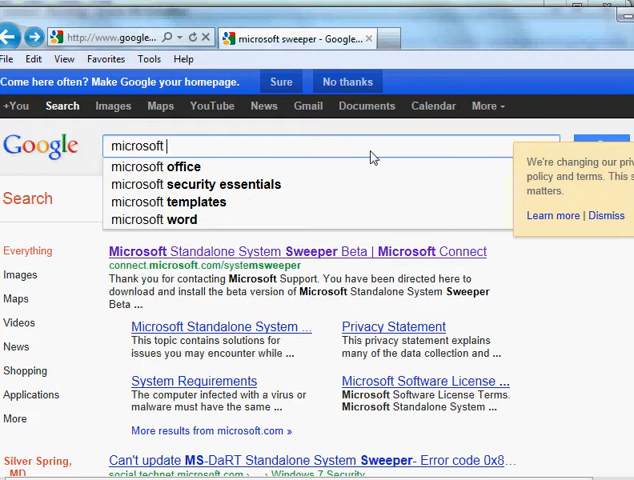 http://www.google...
microsoft sweeper - Google...
File Edit View Favorites Tools Help
Come here often? Make Google your homepage. Sure No thanks
+You Search Images Maps YouTube News Gmail Documents Calendar More
Google
microsoft
microsoft office
microsoft security essentials
microsoft templates
microsoft word
We're changing our
policy and terms. This
matters.
Learn more | Dismiss
Search
Everything
Images
Maps
Videos
News
Shopping
Applications
More
Silver Spring,
MD
Microsoft Standalone System Sweeper Beta | Microsoft Connect
connect.microsoft.com/systemsweeper
Thank you for contacting Microsoft Support. You have been directed here to
download and install the beta version of Microsoft Standalone System Sweeper
Beta ...
Microsoft Standalone System ...
This topic contains solutions for
issues you may encounter while ...
Privacy Statement
This privacy statement explains
many of the data collection and ...
System Requirements
The computer infected with a virus or
malware must have the same ...
Microsoft Software License ...
Microsoft Software License Terms.
Microsoft Standalone System ...
More results from microsoft.com »
Can't update MS-DaRT Standalone System Sweeper- Error code 0x8...
social.technet.microsoft.com › ... › Windows 7 Security